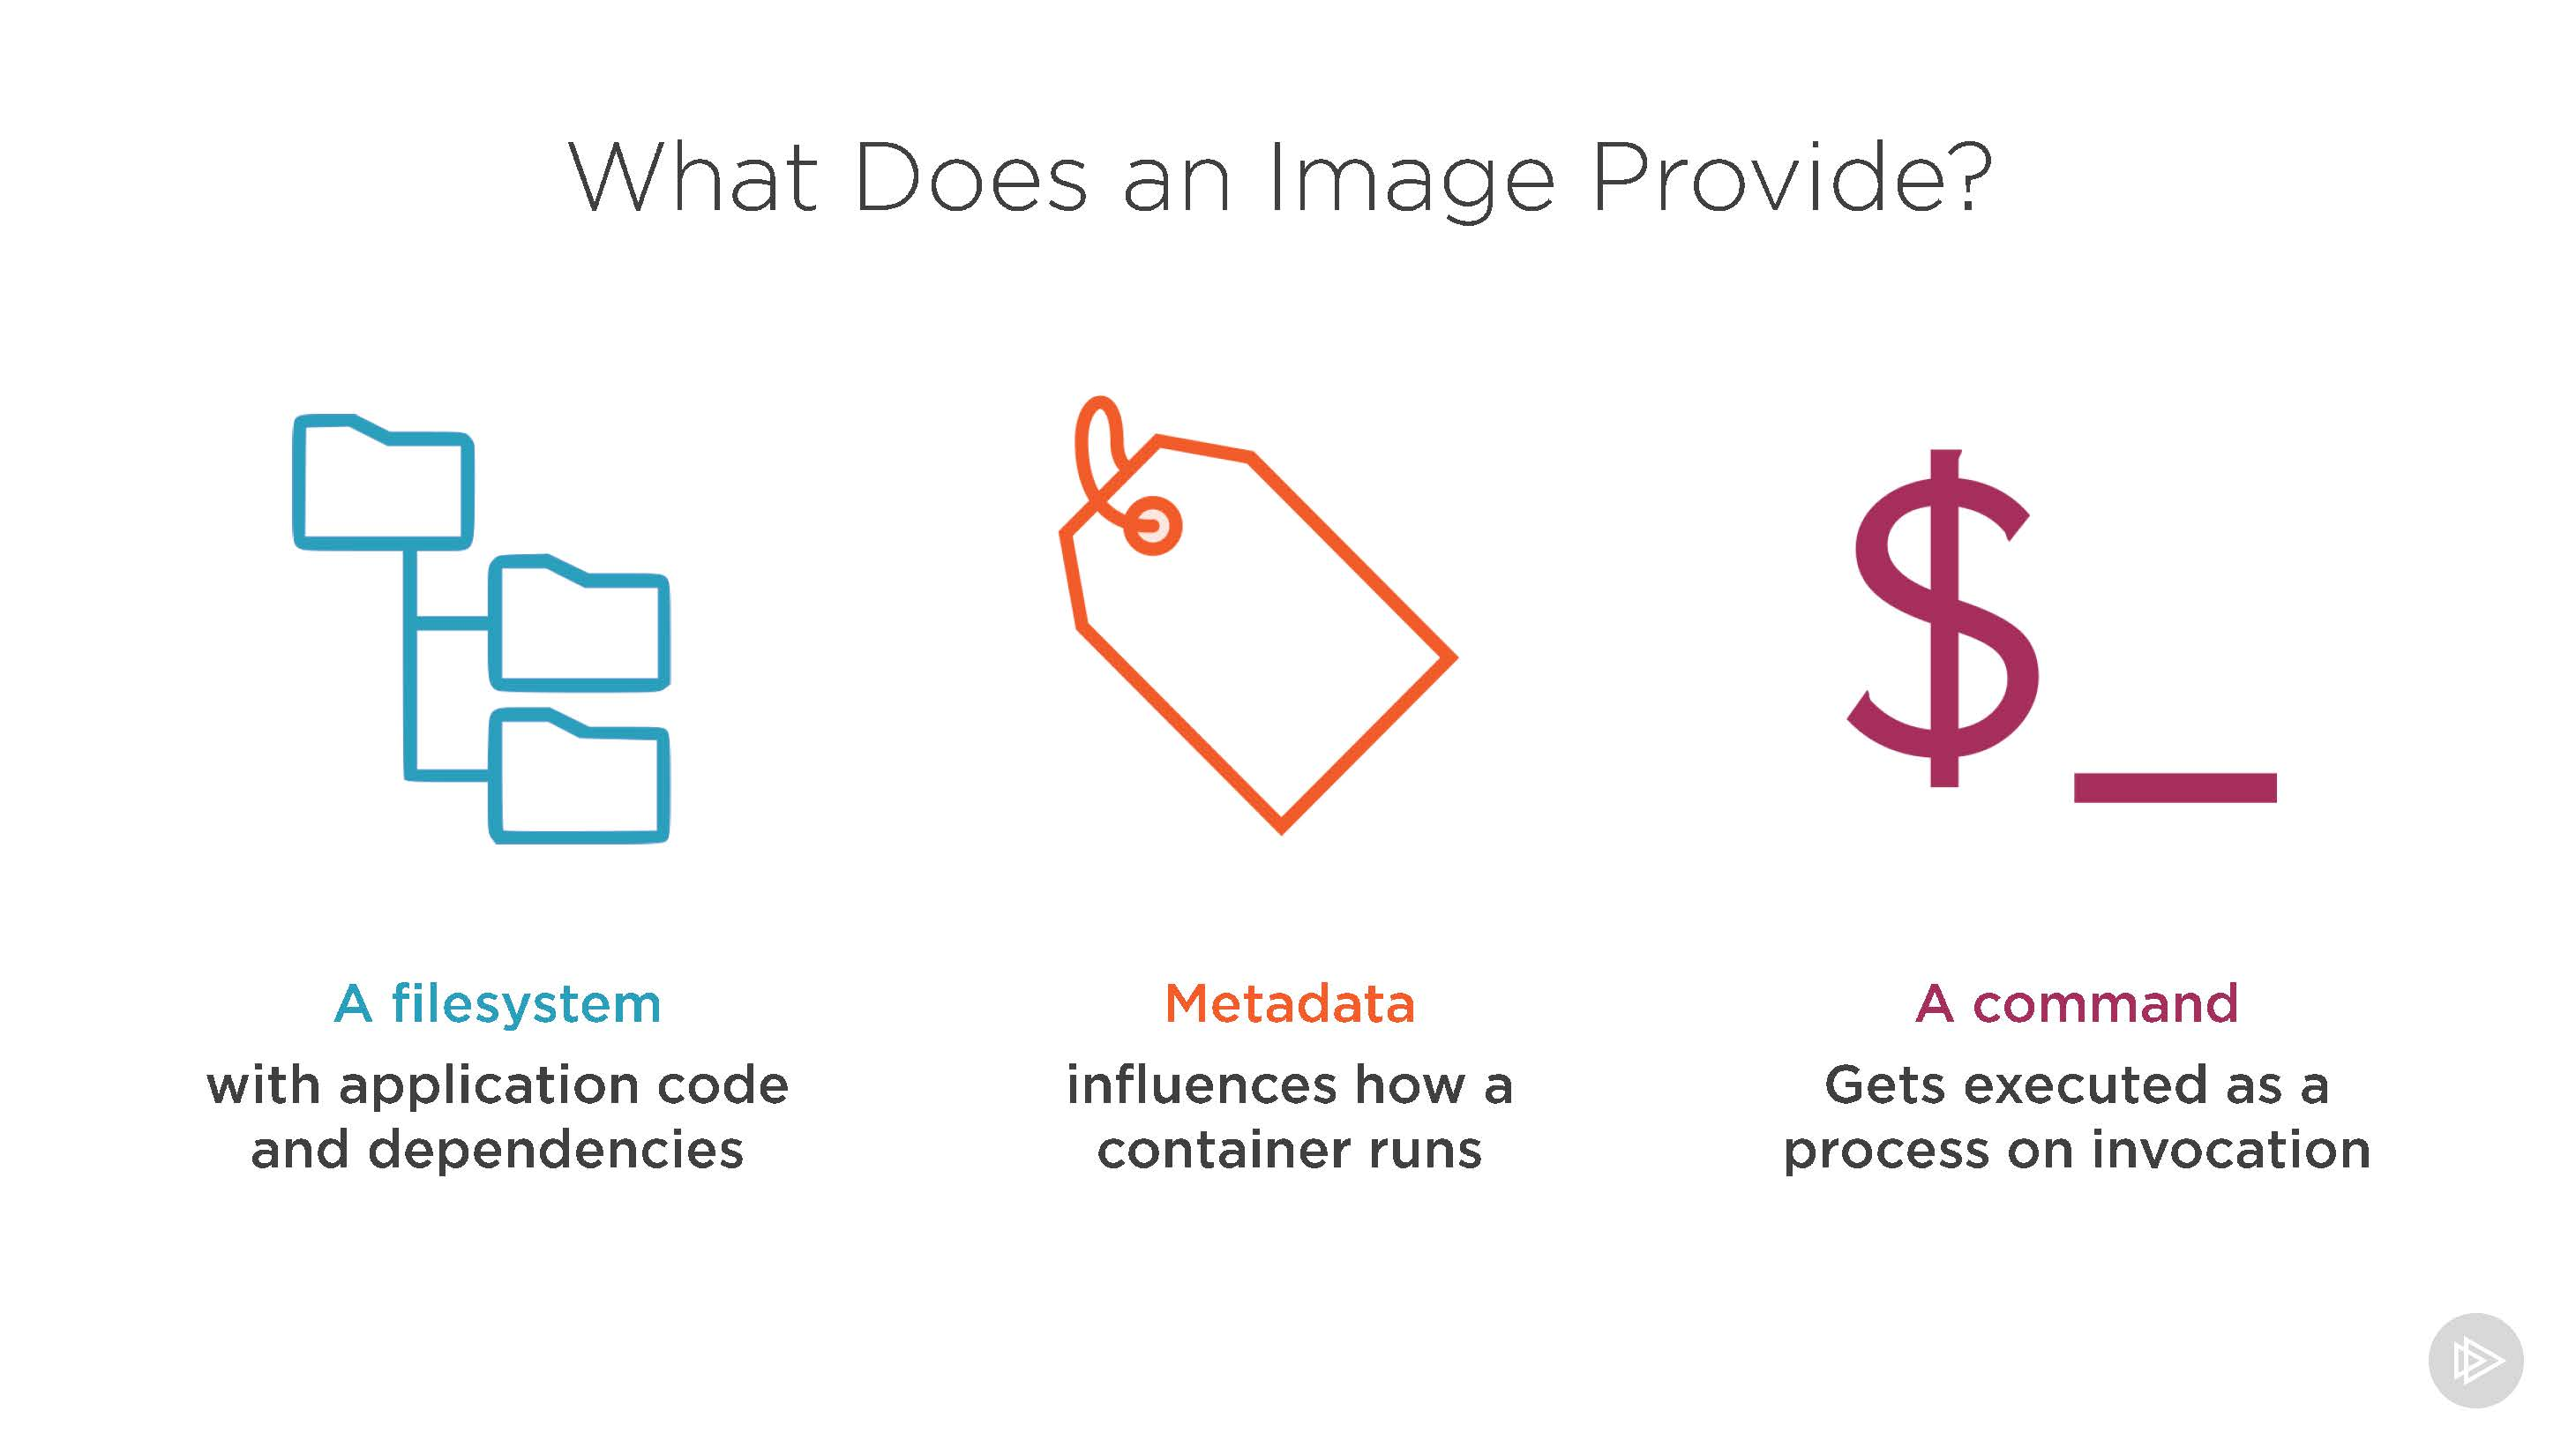 What Does an Image Provide?
$_
A filesystem
with application code
and dependencies
Metadata
influences how a
container runs
A command
Gets executed as a
process on invocation